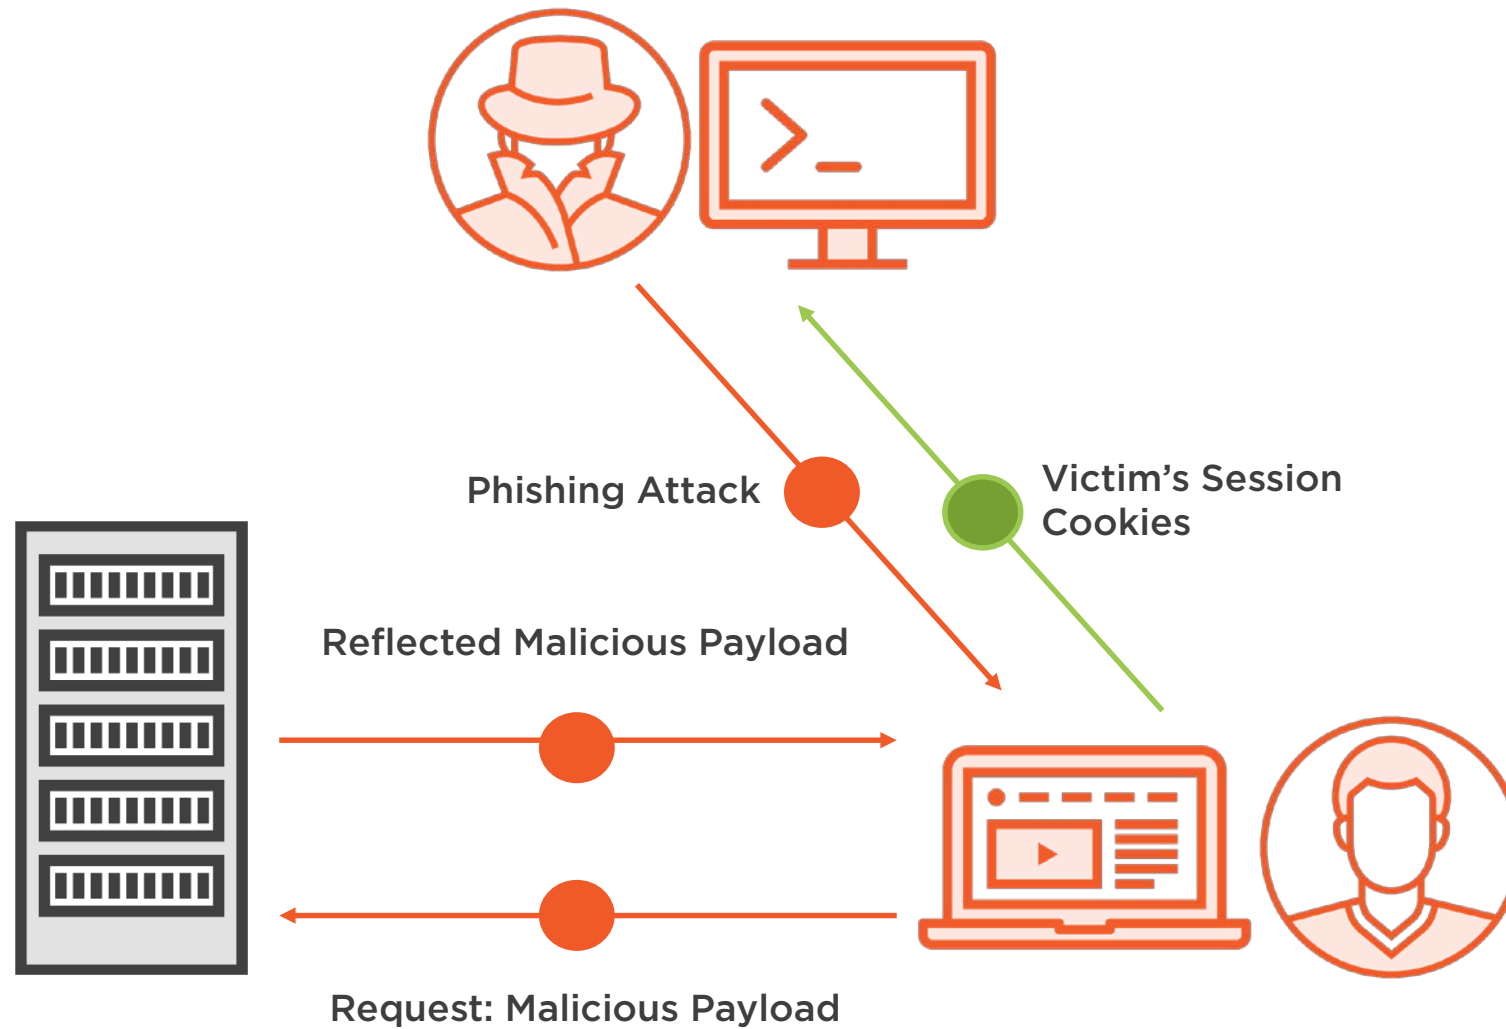 Phishing Attack
Victim’s Session
Cookies
Reflected Malicious Payload
Request: Malicious Payload